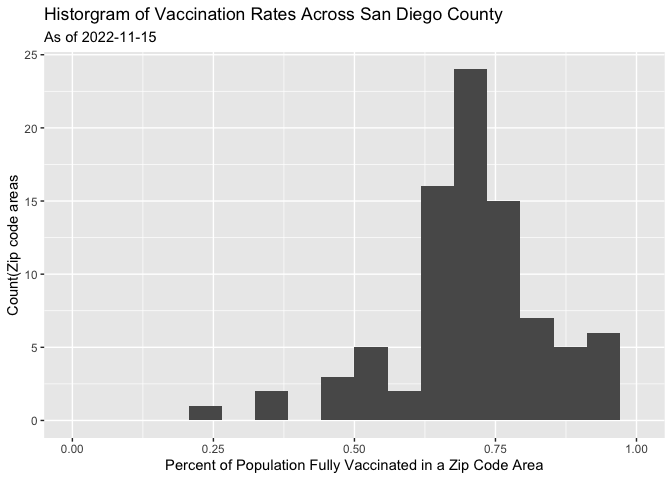 Historgram of Vaccination Rates Across San Diego County
As of 2022-11-15
25
20
15
10
5
0
Count(Zip code areas
0.00 0.25 0.50 0.75 1.00
Percent of Population Fully Vaccinated in a Zip Code Area